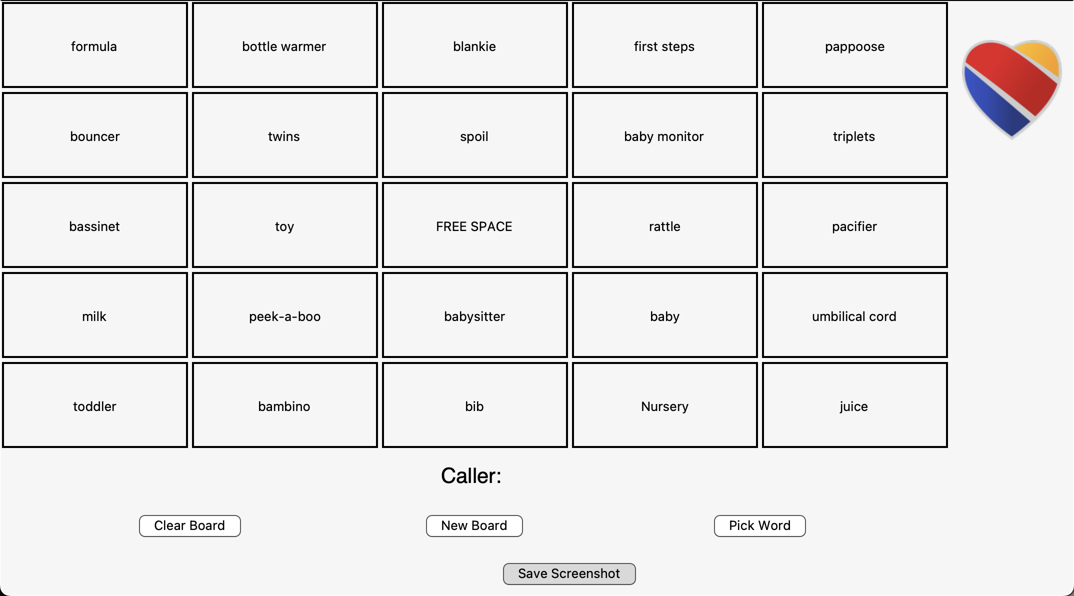 formula bottle warmer blankie first steps pappoose
bouncer twins spoil baby monitor triplets
bassinet toy FREE SPACE rattle pacifier
milk peek-a-boo babysitter baby umbilical cord
toddler bambino bib Nursery juice
Caller:
Clear Board New Board Pick Word
Save Screenshot